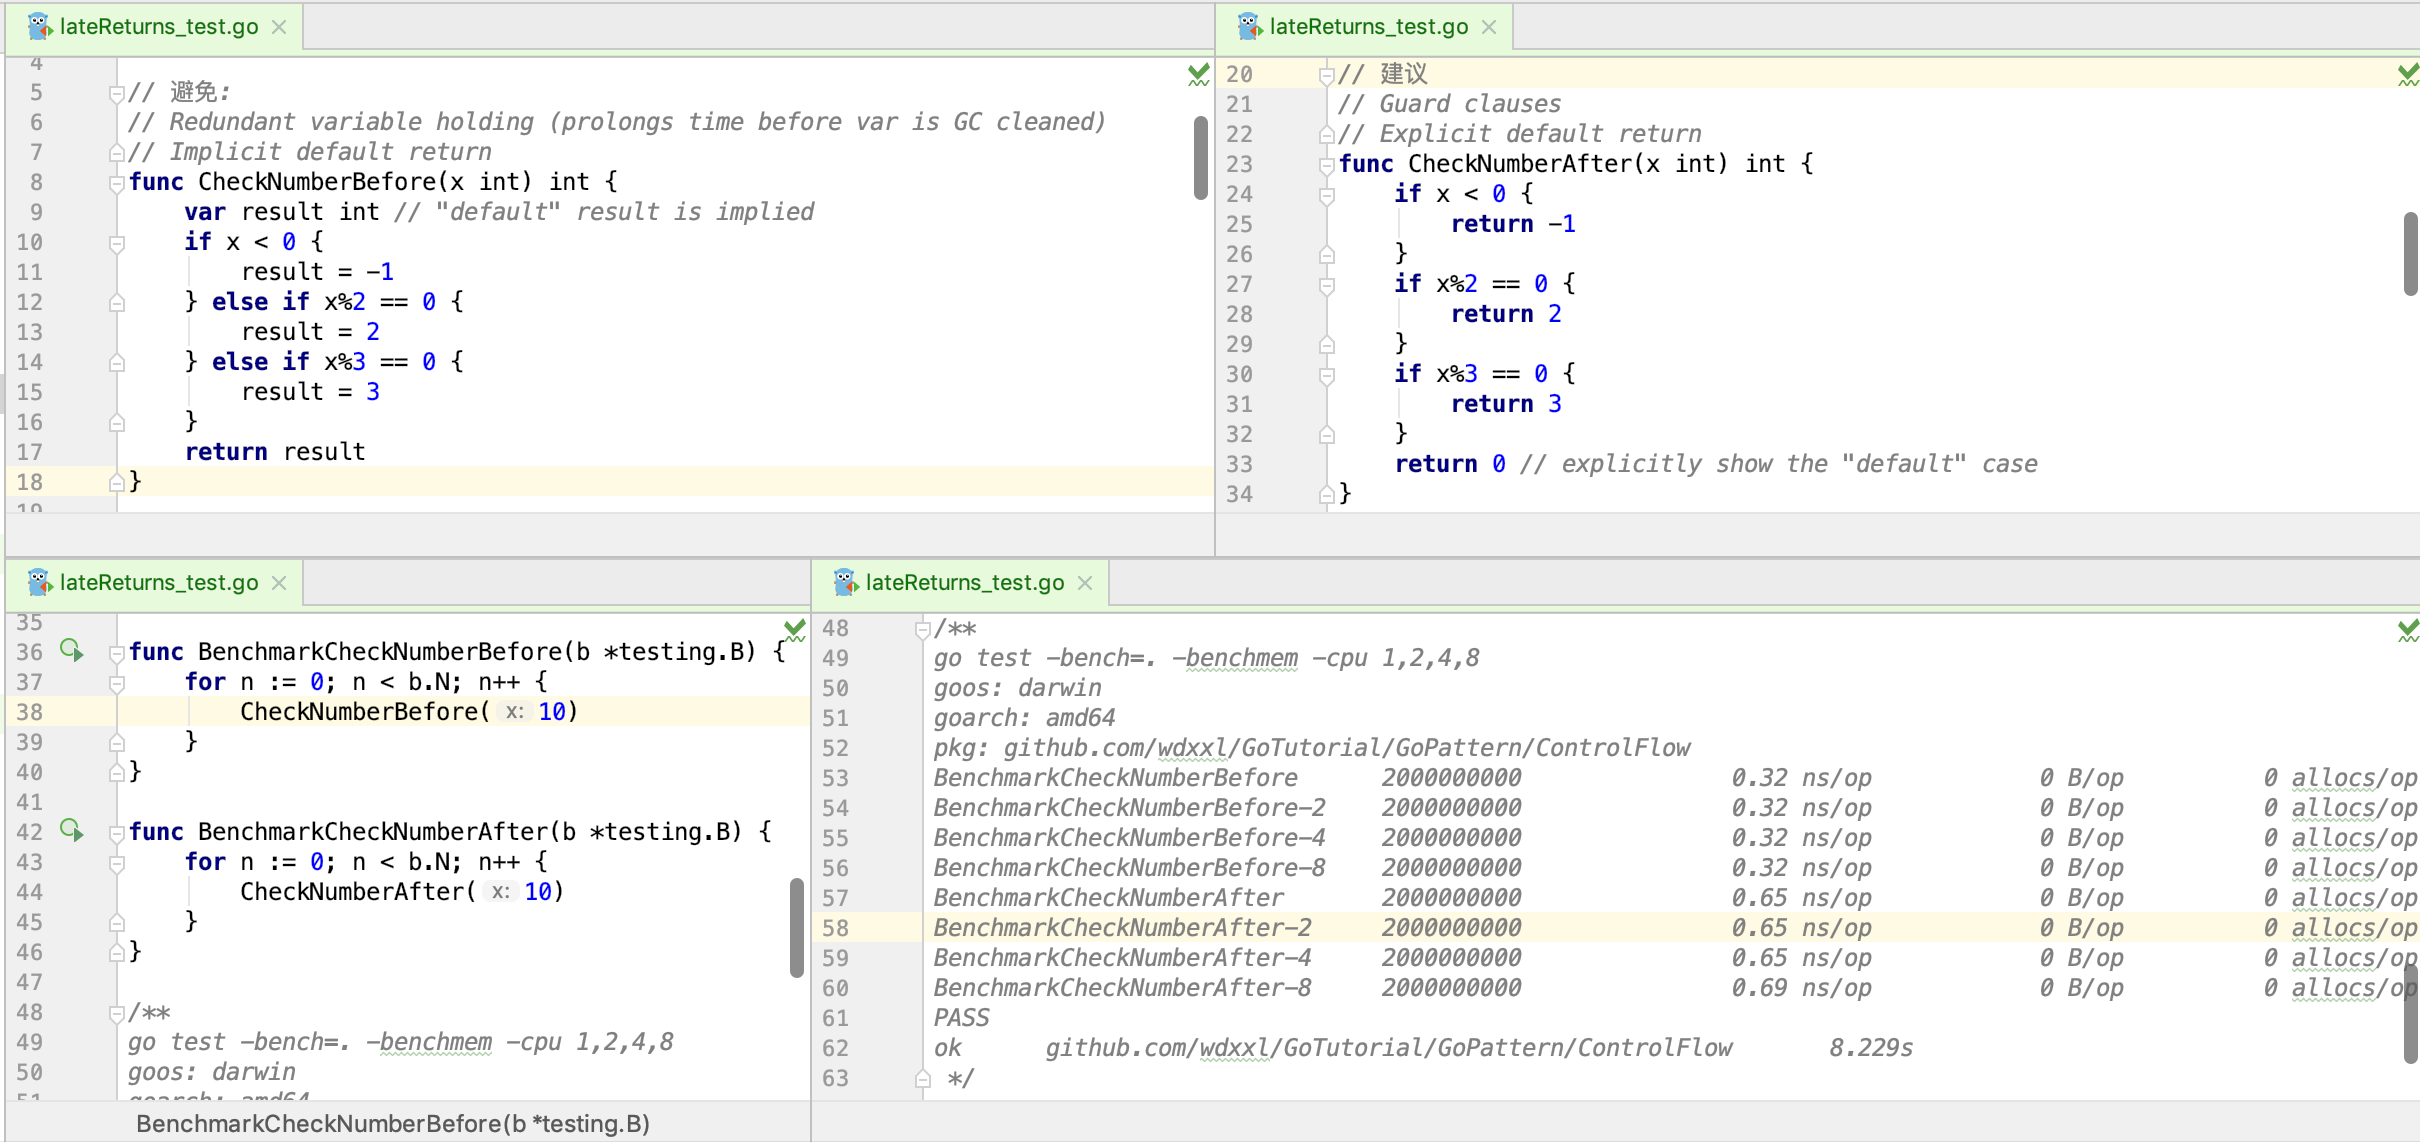 lateReturns_test.go
4
5 // 避免:
6 // Redundant variable holding (prolongs time before var is GC cleaned)
7 // Implicit default return
8 func CheckNumberBefore(x int) int {
9 var result int // "default" result is implied
10 if x < 0 {
11 result = -1
12 } else if x%2 == 0 {
13 result = 2
14 } else if x%3 == 0 {
15 result = 3
16 }
17 return result
18 }
19
lateReturns_test.go
20 // 建议
21 // Guard clauses
22 // Explicit default return
23 func CheckNumberAfter(x int) int {
24 if x < 0 {
25 return -1
26 }
27 if x%2 == 0 {
28 return 2
29 }
30 if x%3 == 0 {
31 return 3
32 }
33 return 0 // explicitly show the "default" case
34 }
lateReturns_test.go
35
36 func BenchmarkCheckNumberBefore(b *testing.B) {
37 for n := 0; n < b.N; n++ {
38 CheckNumberBefore( x: 10)
39 }
40 }
41
42 func BenchmarkCheckNumberAfter(b *testing.B) {
43 for n := 0; n < b.N; n++ {
44 CheckNumberAfter( x: 10)
45 }
46 }
47
48 /**
49 go test -bench=. -benchmem -cpu 1,2,4,8
50 goos: darwin
51 goarch: amd64
BenchmarkCheckNumberBefore(b *testing.B)
lateReturns_test.go
48 /**
49 go test -bench=. -benchmem -cpu 1,2,4,8
50 goos: darwin
51 goarch: amd64
52 pkg: github.com/wdxxl/GoTutorial/GoPattern/ControlFlow
53 BenchmarkCheckNumberBefore 2000000000 0.32 ns/op 0 B/op 0 allocs/op
54 BenchmarkCheckNumberBefore-2 2000000000 0.32 ns/op 0 B/op 0 allocs/op
55 BenchmarkCheckNumberBefore-4 2000000000 0.32 ns/op 0 B/op 0 allocs/op
56 BenchmarkCheckNumberBefore-8 2000000000 0.32 ns/op 0 B/op 0 allocs/op
57 BenchmarkCheckNumberAfter 2000000000 0.65 ns/op 0 B/op 0 allocs/op
58 BenchmarkCheckNumberAfter-2 2000000000 0.65 ns/op 0 B/op 0 allocs/op
59 BenchmarkCheckNumberAfter-4 2000000000 0.65 ns/op 0 B/op 0 allocs/op
60 BenchmarkCheckNumberAfter-8 2000000000 0.69 ns/op 0 B/op 0 allocs/op
61 PASS
62 ok github.com/wdxxl/GoTutorial/GoPattern/ControlFlow 8.229s
63 */